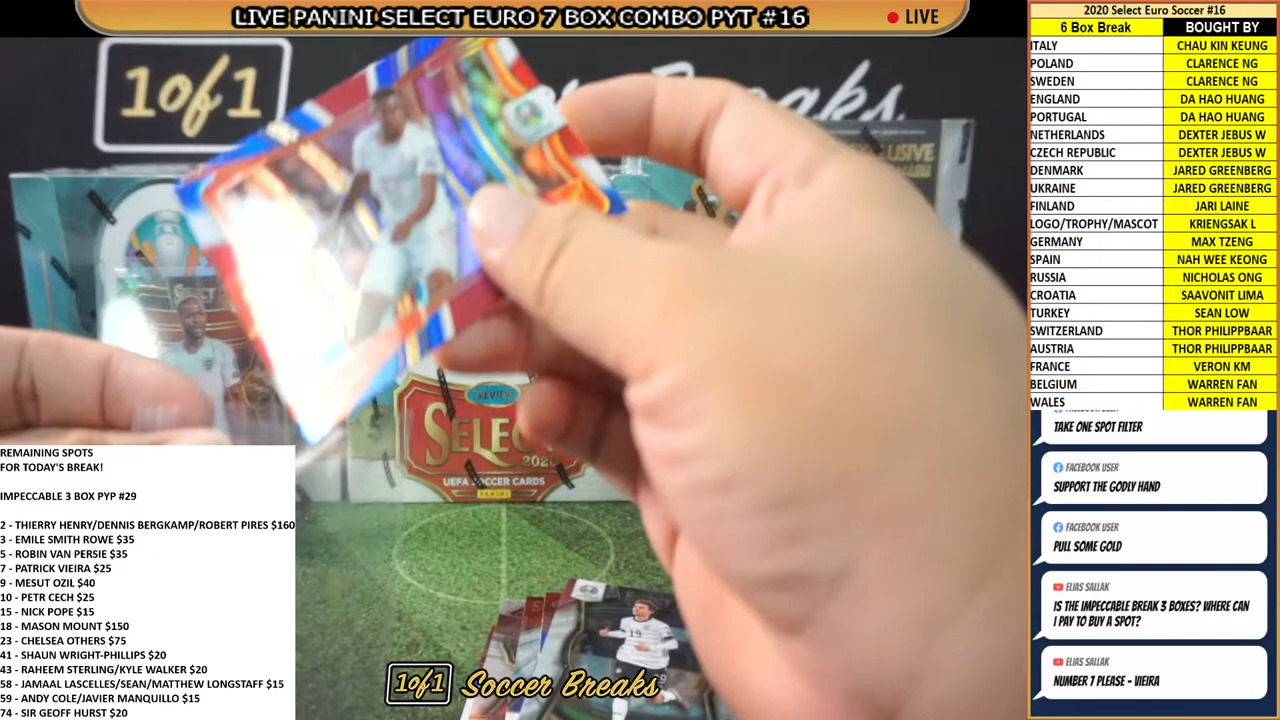 LIVE PANINI SELECT EURO 7 BOX COMBO PYT #16
LIVE
1of1
Breaks
EXCLUSIVE
PREVIEW
SELEC
2020
UEFA SOCCER CARDS
PANINI
19
1of1 Soccer Breaks
2020 Select Euro Soccer #16
6 Box Break BOUGHT BY
ITALY CHAU KIN KEUNG
POLAND CLARENCE NG
SWEDEN CLARENCE NG
ENGLAND DA HAO HUANG
PORTUGAL DA HAO HUANG
NETHERLANDS DEXTER JEBUS W
CZECH REPUBLIC DEXTER JEBUS W
DENMARK JARED GREENBERG
UKRAINE JARED GREENBERG
FINLAND JARI LAINE
LOGO/TROPHY/MASCOT KRIENGSAK L
GERMANY MAX TZENG
SPAIN NAH WEE KEONG
RUSSIA NICHOLAS ONG
CROATIA SAAVONIT LIMA
TURKEY SEAN LOW
SWITZERLAND THOR PHILIPPBAAR
AUSTRIA THOR PHILIPPBAAR
FRANCE VERON KM
BELGIUM WARREN FAN
WALES WARREN FAN
TAKE ONE SPOT FILTER
FACEBOOK USER
SUPPORT THE GODLY HAND
FACEBOOK USER
PULL SOME GOLD
ELIAS SALLAK
IS THE IMPECCABLE BREAK 3 BOXES? WHERE CAN
I PAY TO BUY A SPOT?
ELIAS SALLAK
NUMBER 7 PLEASE - VIEIRA
REMAINING SPOTS
FOR TODAY'S BREAK!
IMPECCABLE 3 BOX PYP #29
2 - THIERRY HENRY/DENNIS BERGKAMP/ROBERT PIRES $160
3 - EMILE SMITH ROWE $35
5 - ROBIN VAN PERSIE $35
7 - PATRICK VIEIRA $25
9 - MESUT OZIL $40
10 - PETR CECH $25
15 - NICK POPE $15
18 - MASON MOUNT $150
23 - CHELSEA OTHERS $75
41 - SHAUN WRIGHT-PHILLIPS $20
43 - RAHEEM STERLING/KYLE WALKER $20
58 - JAMAAL LASCELLES/SEAN/MATTHEW LONGSTAFF $15
59 - ANDY COLE/JAVIER MANQUILLO $15
74 - SIR GEOFF HURST $20